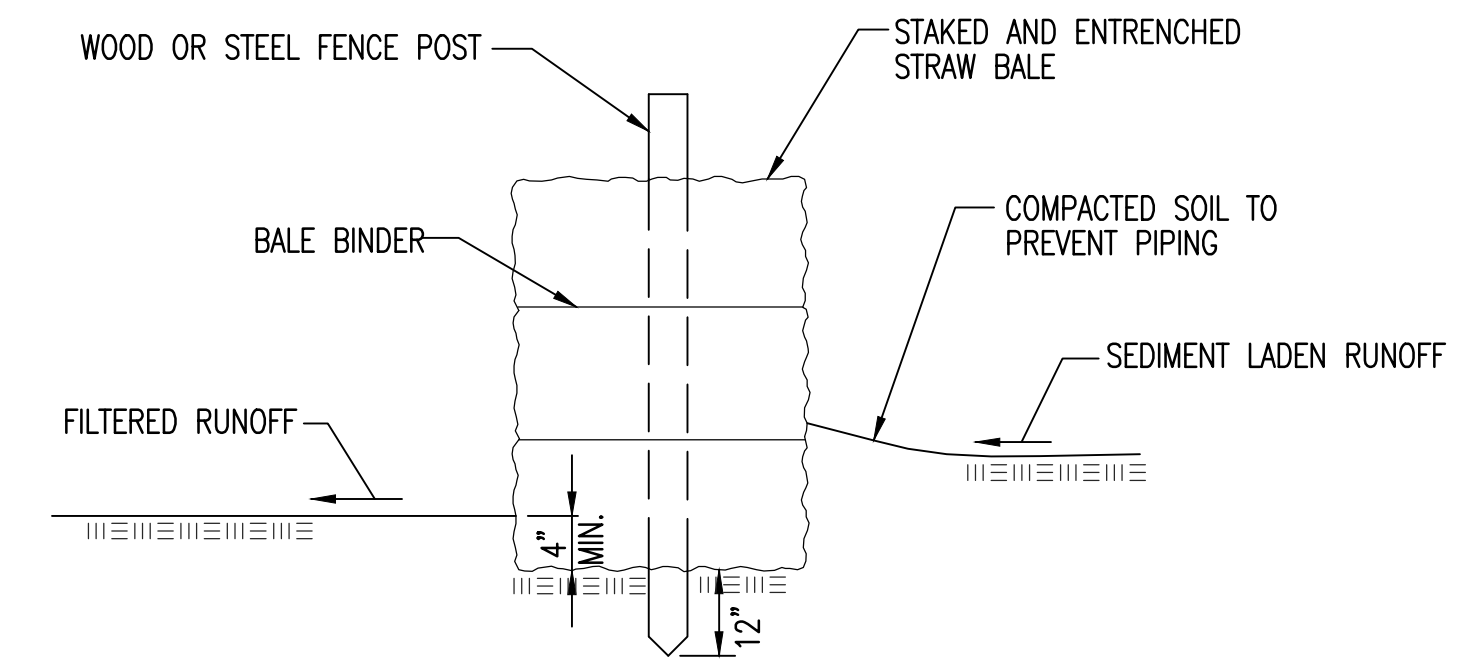 WOOD OR STEEL FENCE POST
STAKED AND ENTRENCHED
STRAW BALE
BALE BINDER
COMPACTED SOIL TO
PREVENT PIPING
SEDIMENT LADEN RUNOFF
FILTERED RUNOFF
4"
MIN.
12"